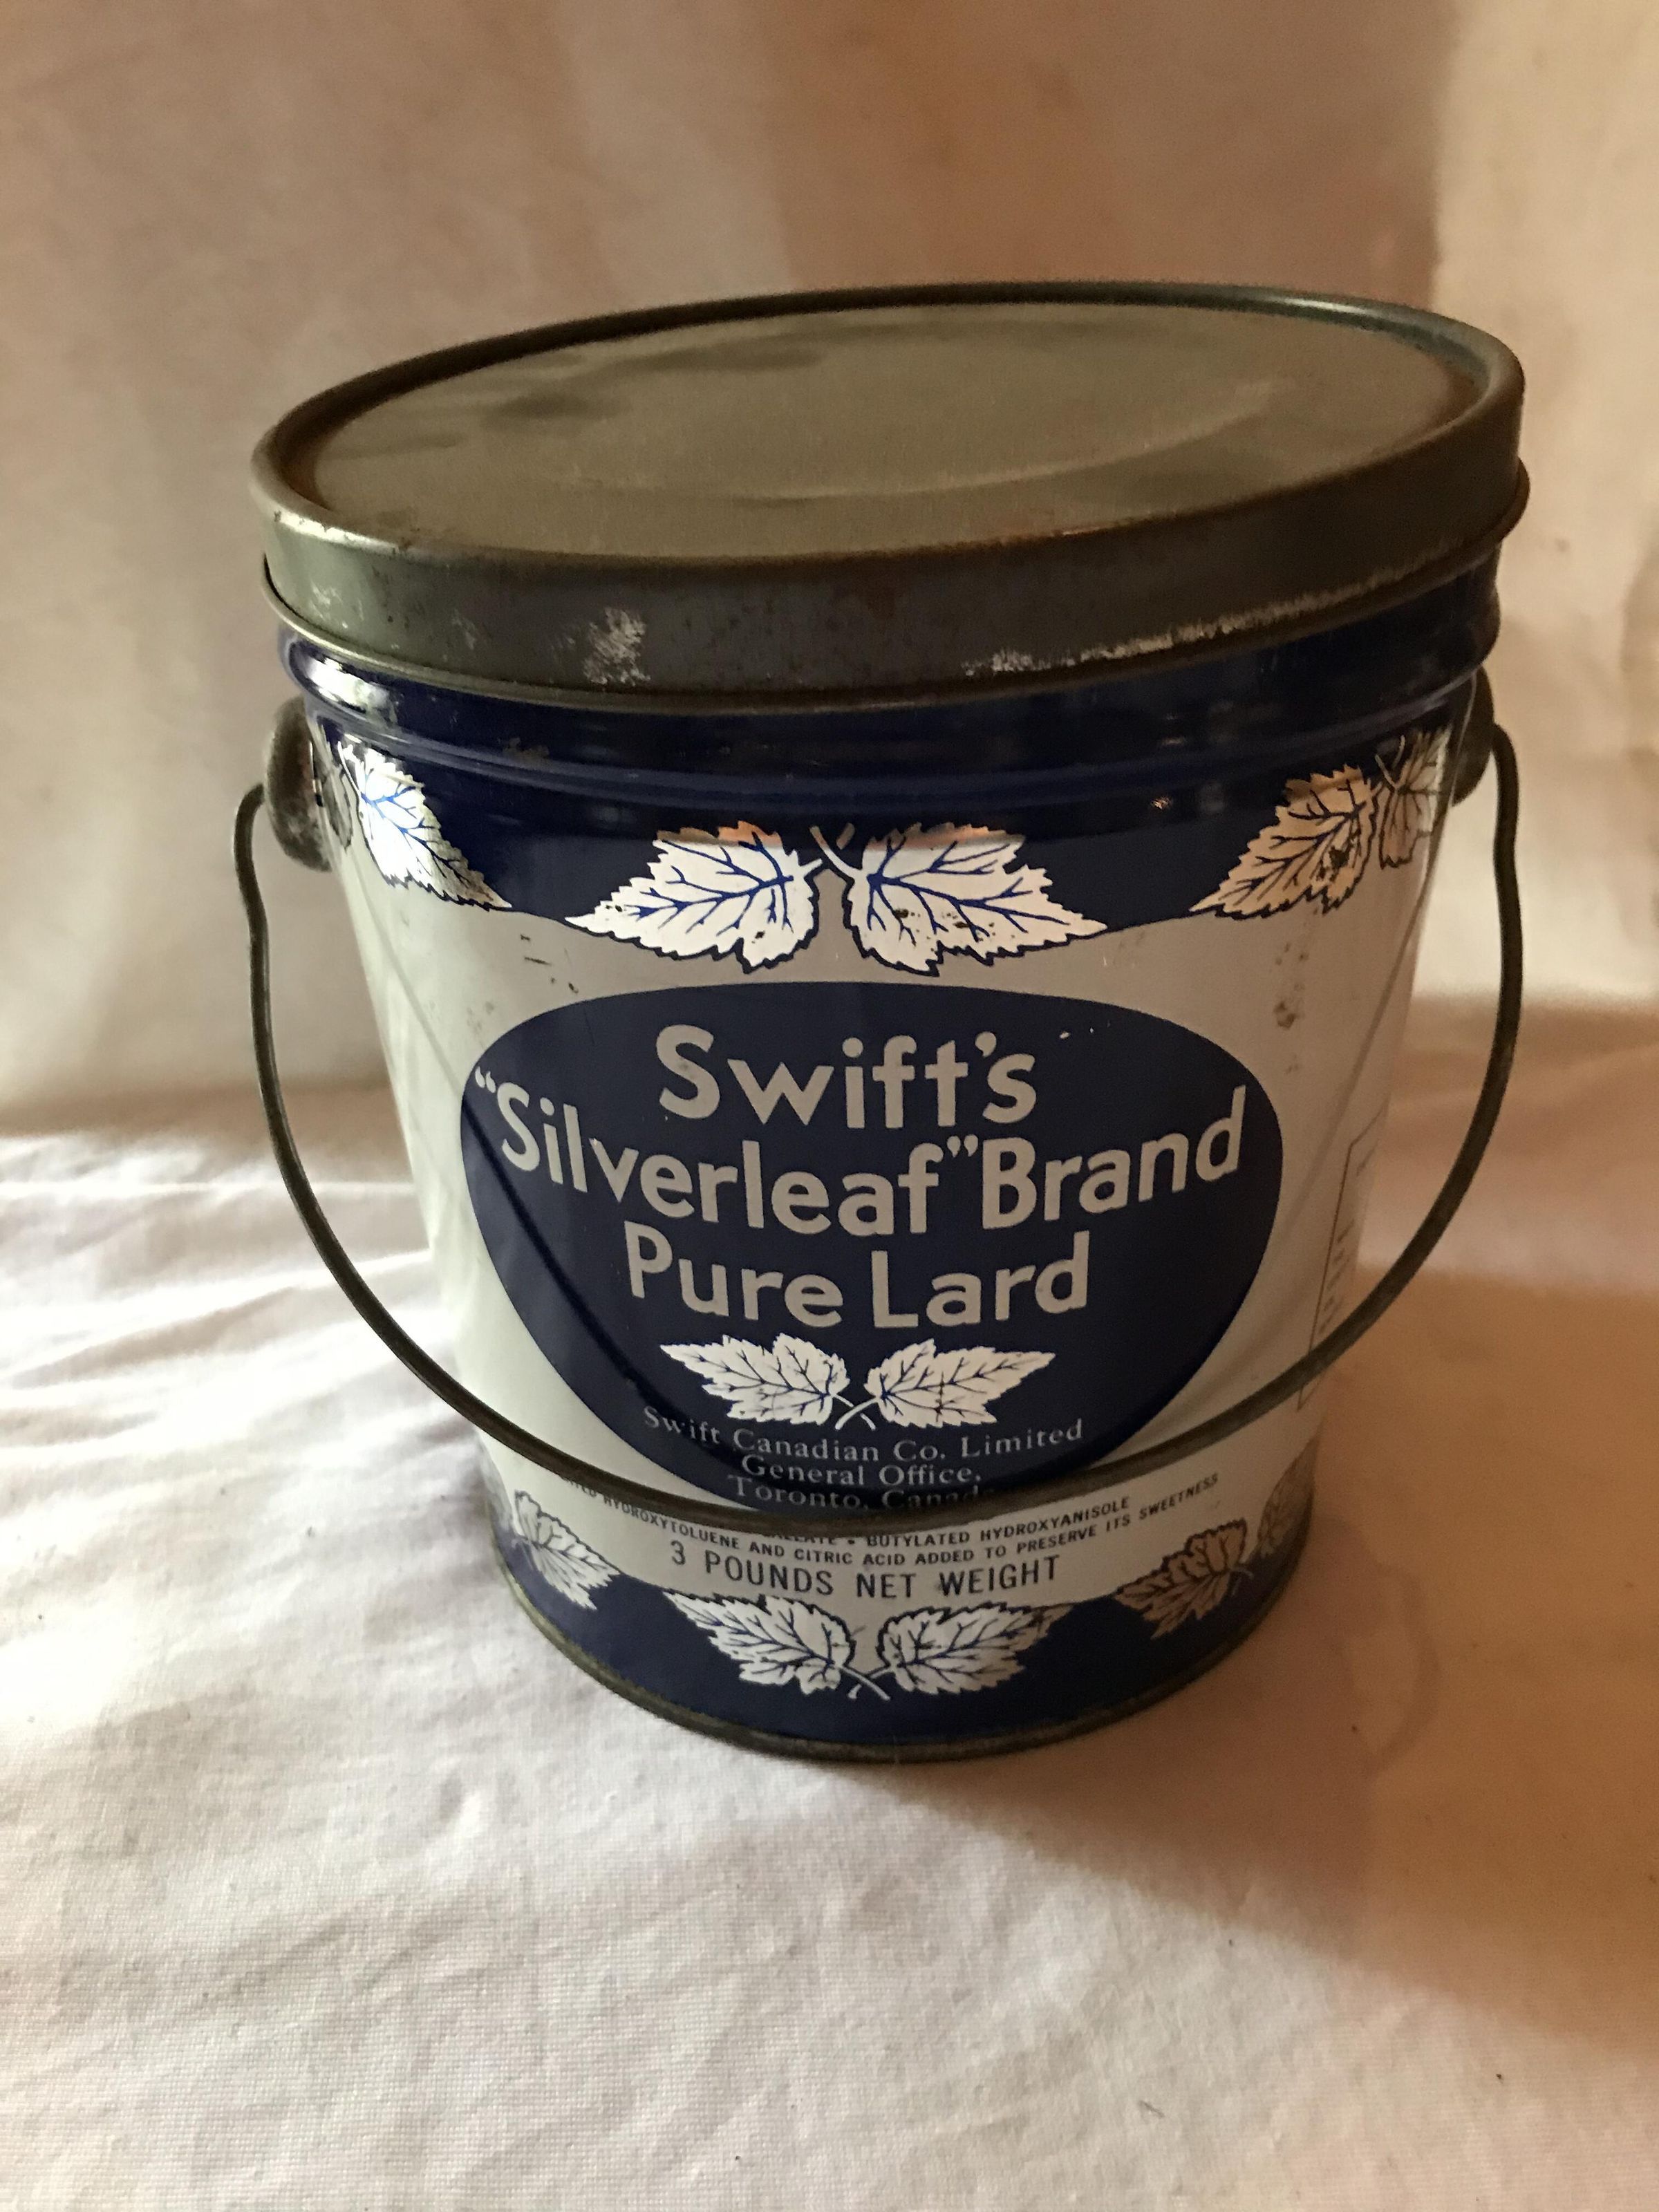 Swift's
"Silverleaf" Brand
Pure Lard
Swift Canadian Co. Limited
General Office,
Toronto,
• BUTYLATED HYDROXYANISOLE
HYDROXYTOLUENE AND CITRIC ACID ADDED TO PRESERVE ITS SWEETNESS
3 POUNDS NET WEIGHT